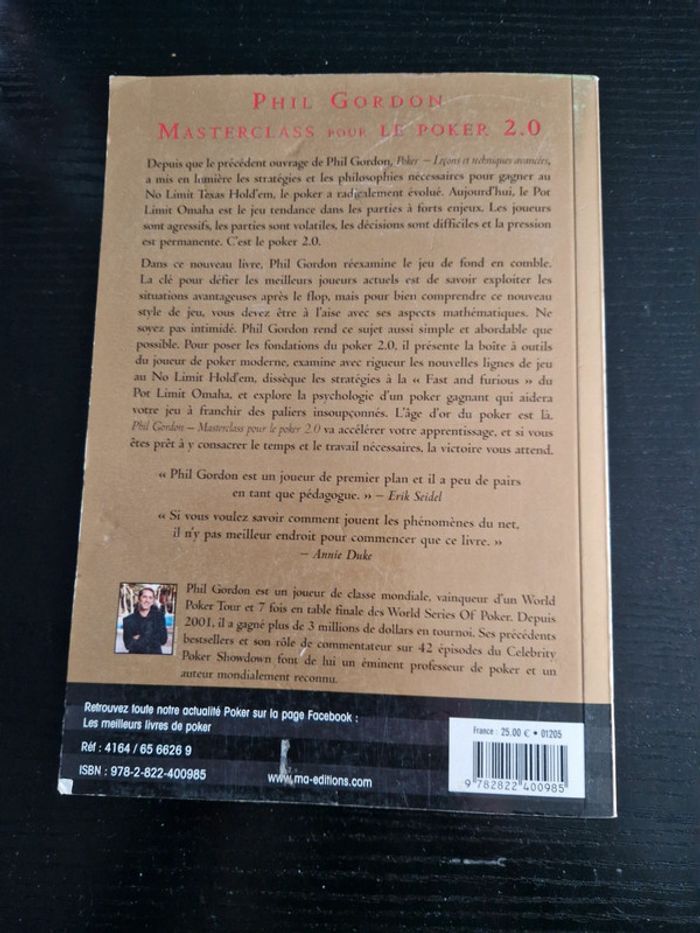 PHIL GORDON
MASTERCLASS POUR LE POKER 2.0
Depuis que le précédent ouvrage de Phil Gordon, Poker – Leçons et techniques avancées,
a mis en lumière les stratégies et les philosophies nécessaires pour gagner au
No Limit Texas Hold'em, le poker a radicalement évolué. Aujourd'hui, le Pot
Limit Omaha est le jeu tendance dans les parties à forts enjeux. Les joueurs
sont agressifs, les parties sont volatiles, les décisions sont difficiles et la pression
est permanente. C'est le poker 2.0.
Dans ce nouveau livre, Phil Gordon réexamine le jeu de fond en comble.
La clé pour défier les meilleurs joueurs actuels est de savoir exploiter les
situations avantageuses après le flop, mais pour bien comprendre ce nouveau
style de jeu, vous devez être à l'aise avec ses aspects mathématiques. Ne
soyez pas intimidé. Phil Gordon rend ce sujet aussi simple et abordable que
possible. Pour poser les fondations du poker 2.0, il présente la boîte à outils
du joueur de poker moderne, examine avec rigueur les nouvelles lignes de jeu
au No Limit Hold'em, dissèque les stratégies à la « Fast and furious » du
Pot Limit Omaha, et explore la psychologie d'un poker gagnant qui aidera
votre jeu à franchir des paliers insoupçonnés. L'âge d'or du poker est là.
Phil Gordon – Masterclass pour le poker 2.0 va accélérer votre apprentissage, et si vous
êtes prêt à y consacrer le temps et le travail nécessaires, la victoire vous attend.
« Phil Gordon est un joueur de premier plan et il a peu de pairs
en tant que pédagogue. » – Erik Seidel
« Si vous voulez savoir comment jouent les phénomènes du net,
il n'y pas meilleur endroit pour commencer que ce livre. »
– Annie Duke
Phil Gordon est un joueur de classe mondiale, vainqueur d'un World
Poker Tour et 7 fois en table finale des World Series Of Poker. Depuis
2001, il a gagné plus de 3 millions de dollars en tournoi. Ses précédents
bestsellers et son rôle de commentateur sur 42 épisodes du Celebrity
Poker Showdown font de lui un éminent professeur de poker et un
auteur mondialement reconnu.
Retrouvez toute notre actualité Poker sur la page Facebook :
Les meilleurs livres de poker
Réf : 4164 / 65 6626 9
ISBN : 978-2-822-400985
www.ma-editions.com
France : 25.00 € • 01205
9 782822 400985